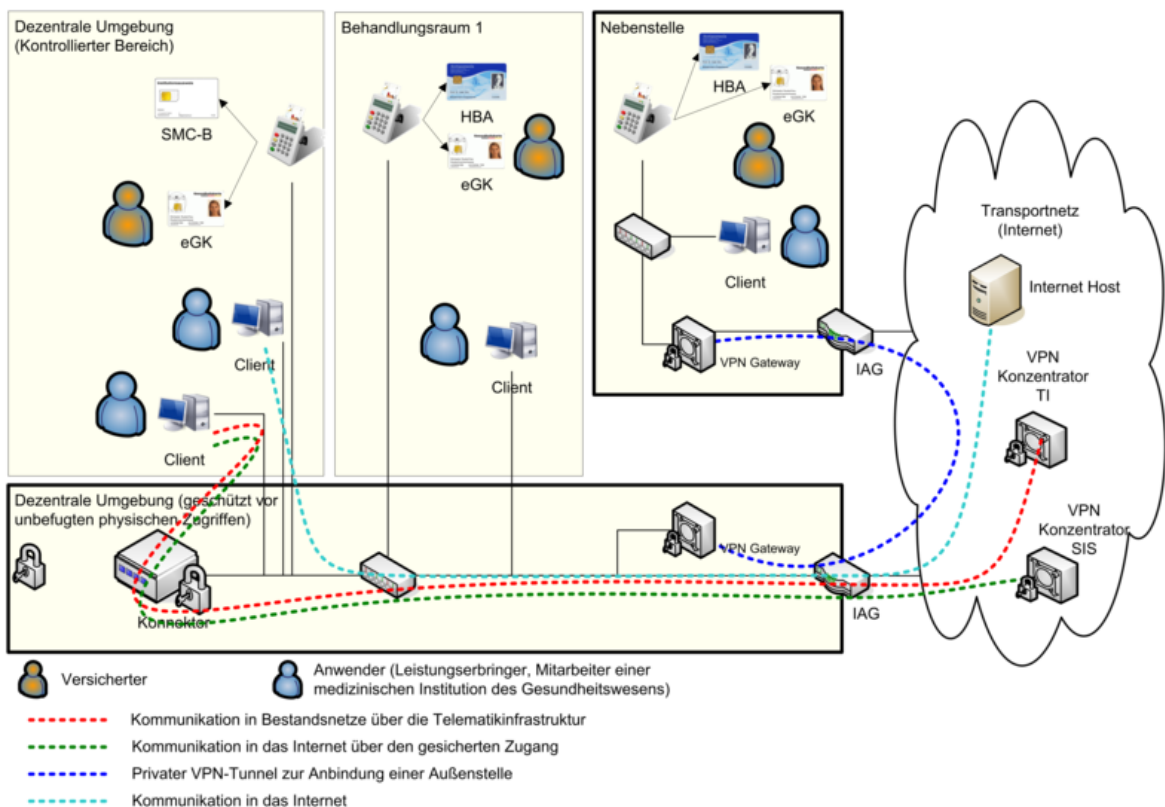 Dezentrale Umgebung
(Kontrollierter Bereich)
SMC-B
eGK
Client
Client
Behandlungsraum 1
HBA
eGK
Client
Nebenstelle
HBA
eGK
Client
VPN Gateway
IAG
Transportnetz
(Internet)
Internet Host
VPN
Konzentrator
TI
VPN
Konzentrator
SIS
Dezentrale Umgebung (geschützt vor
unbefugten physischen Zugriffen)
Konnektor
VPN Gateway
IAG
Versicherter
Anwender (Leistungserbringer, Mitarbeiter einer
medizinischen Institution des Gesundheitswesens)
Kommunikation in Bestandsnetze über die Telematikinfrastruktur
Kommunikation in das Internet über den gesicherten Zugang
Privater VPN-Tunnel zur Anbindung einer Außenstelle
Kommunikation in das Internet